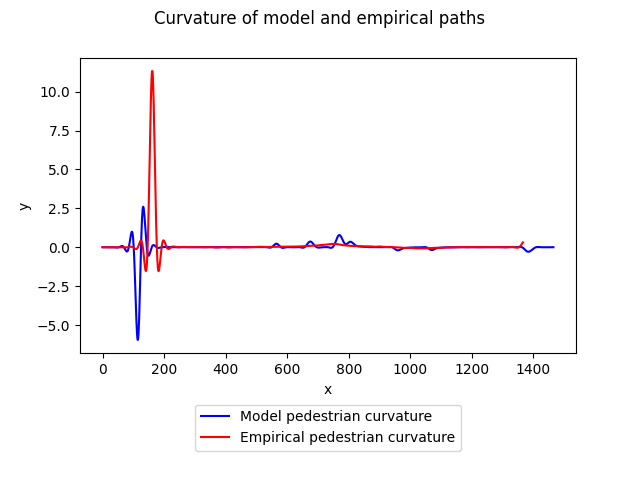 Curvature of model and empirical paths
10.0
7.5
5.0
2.5
0.0
−2.5
−5.0
y
0 200 400 600 800 1000 1200 1400
x
Model pedestrian curvature
Empirical pedestrian curvature